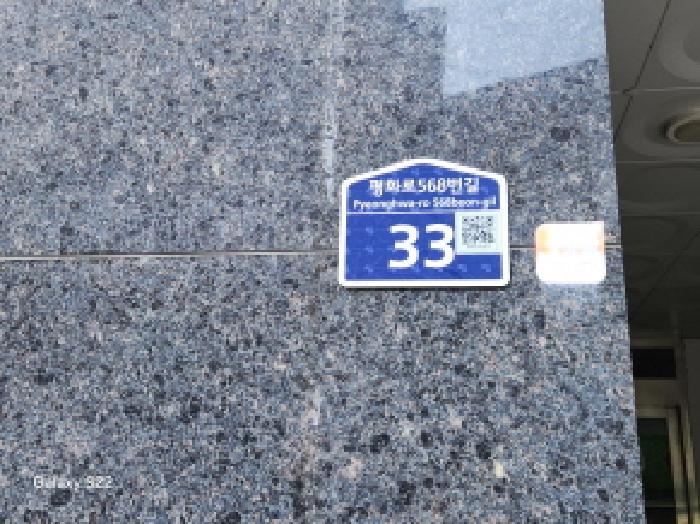 평화로568번길
Pyeonghwa-ro 568beon-gil
33
Galaxy S22